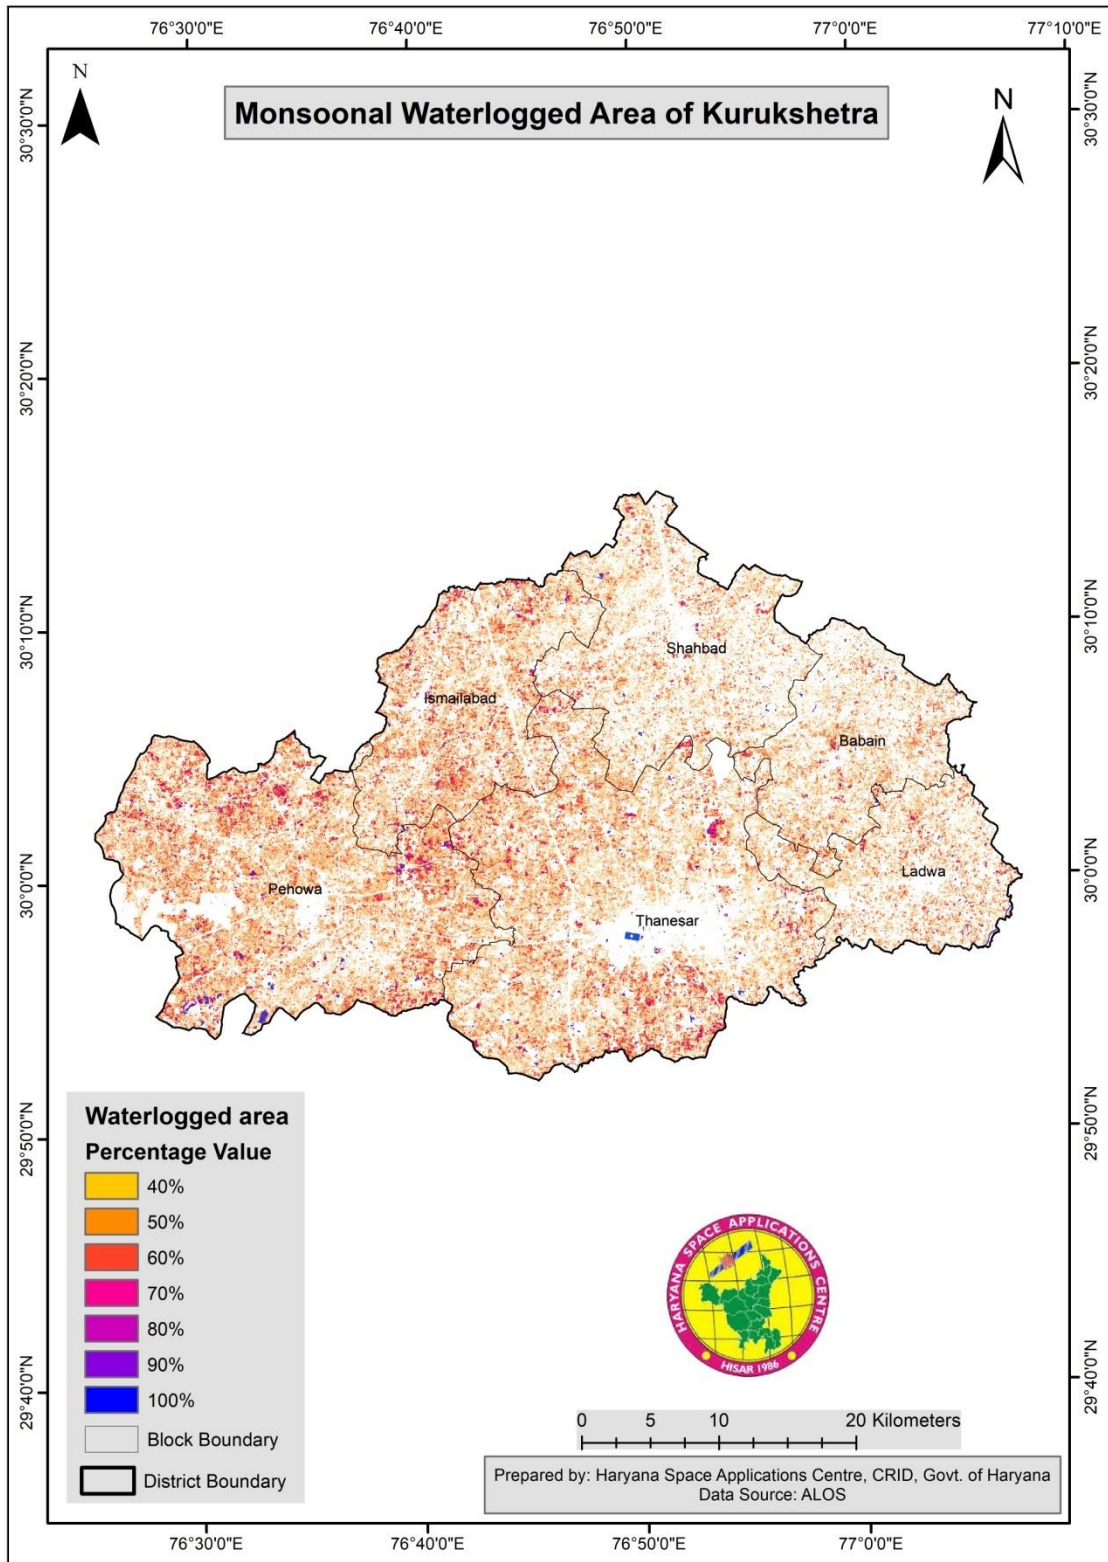 76°30'0"E 76°40'0"E 76°50'0"E 77°0'0"E 77°10'0"E
N
Monsoonal Waterlogged Area of Kurukshetra
N
30°30'0"N
30°30'0"N
30°20'0"N
30°20'0"N
30°10'0"N
30°10'0"N
Shahbad
Ismailabad
Babain
30°0'0"N
Pehowa
Ladwa
30°0'0"N
Thanesar
29°50'0"N
29°50'0"N
Waterlogged area
Percentage Value
40%
50%
60%
70%
80%
90%
100%
Block Boundary
District Boundary
HARYANA SPACE APPLICATIONS CENTRE
HISAR 1986
29°40'0"N
29°40'0"N
0 5 10 20 Kilometers
Prepared by: Haryana Space Applications Centre, CRID, Govt. of Haryana
Data Source: ALOS
76°30'0"E 76°40'0"E 76°50'0"E 77°0'0"E